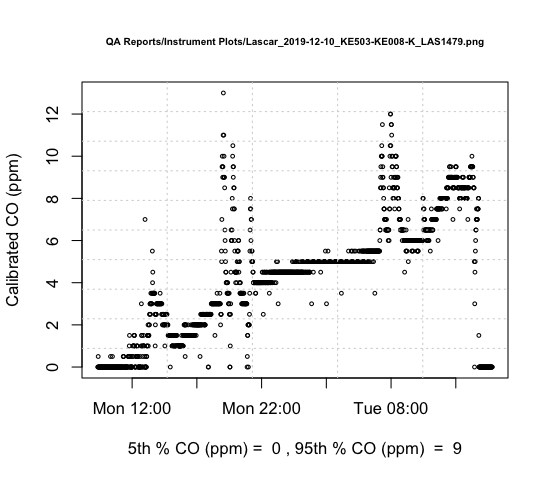 QA Reports/Instrument Plots/Lascar_2019-12-10_KE503-KE008-K_LAS1479.png
Calibrated CO (ppm)
12
10
8
6
4
2
0
Mon 12:00 Mon 22:00 Tue 08:00
5th % CO (ppm) = 0 , 95th % CO (ppm) = 9